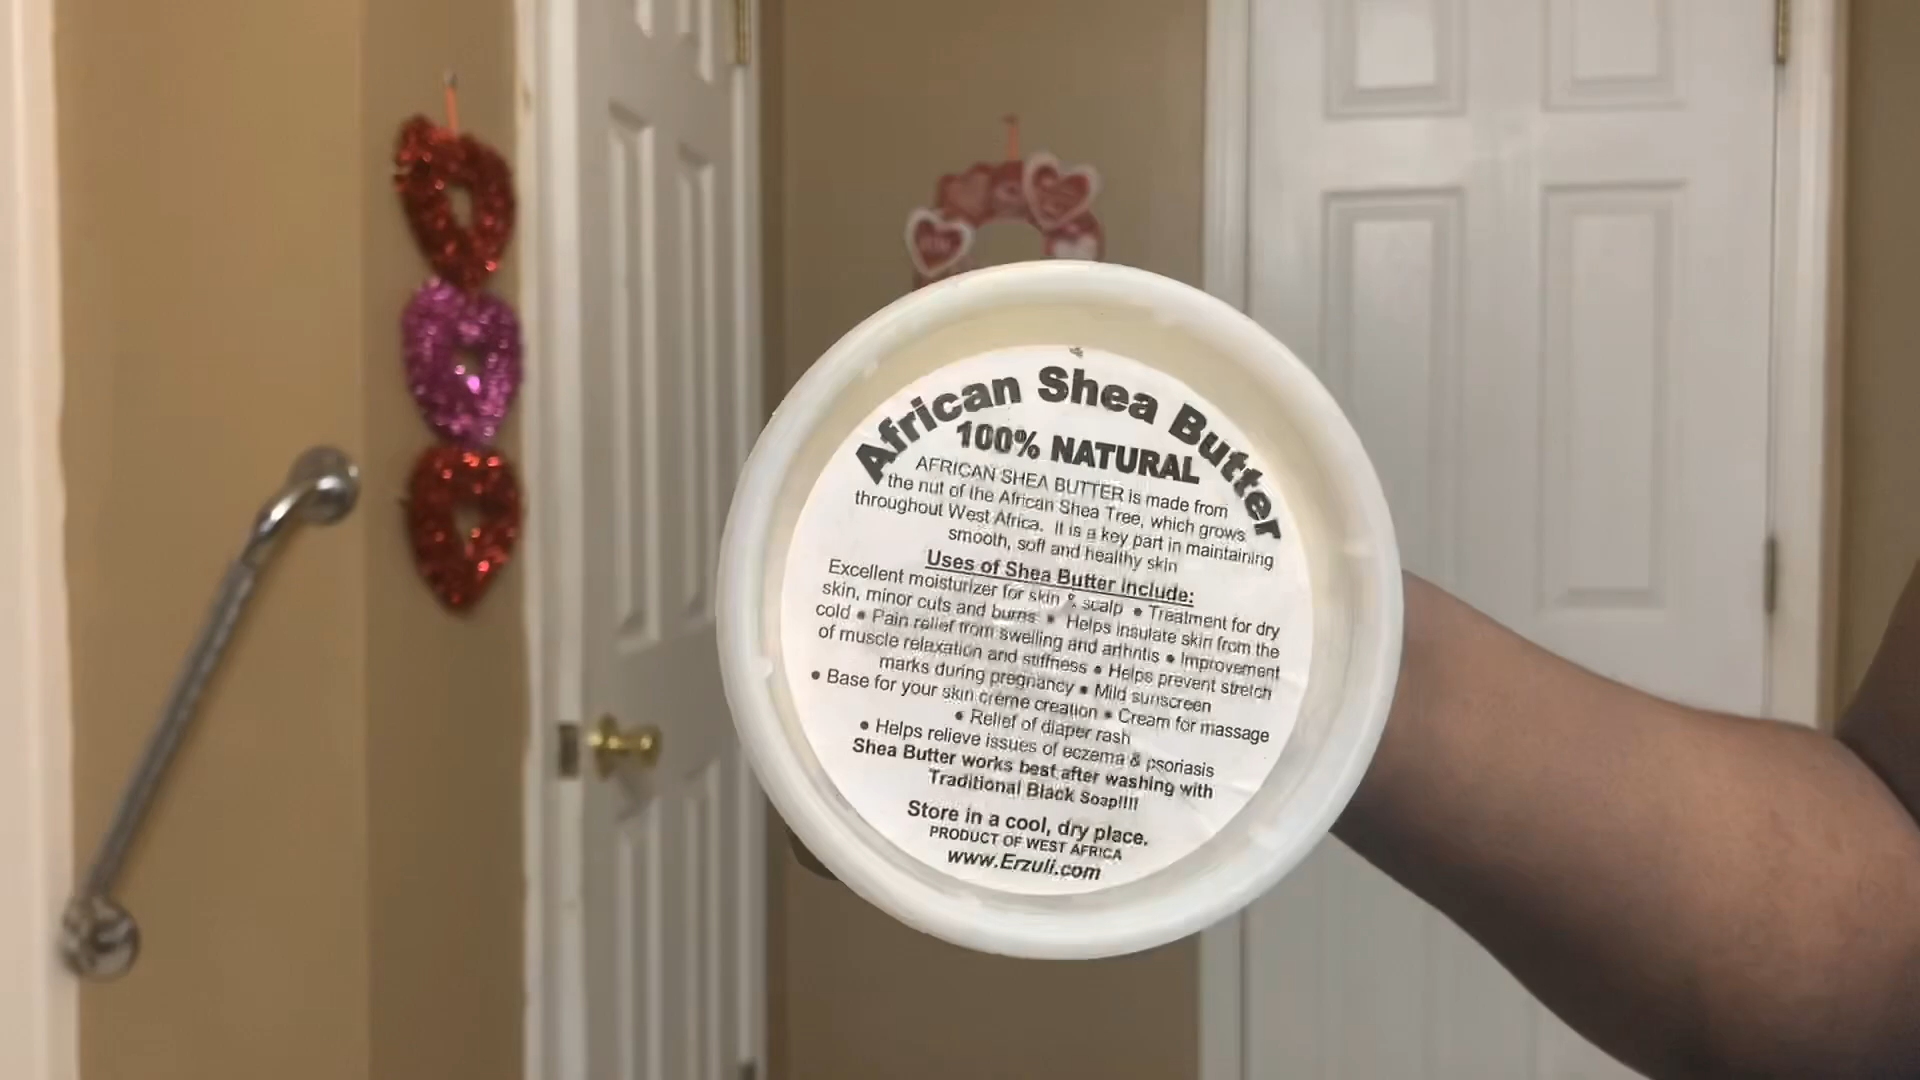 African Shea Butter
100% NATURAL
AFRICAN SHEA BUTTER is made from
the nut of the African Shea Tree, which grows
throughout West Africa. It is a key part in maintaining
smooth, soft and healthy skin
Uses of Shea Butter include:
Excellent moisturizer for skin & scalp • Treatment for dry
skin, minor cuts and burns • Helps insulate skin from the
cold • Pain relief from swelling and arthritis • Improvement
of muscle relaxation and stiffness • Helps prevent stretch
marks during pregnancy • Mild sunscreen
• Base for your skin creme creation • Cream for massage
• Relief of diaper rash
• Helps relieve issues of eczema & psoriasis
Shea Butter works best after washing with
Traditional Black Soap!!!!
Store in a cool, dry place.
PRODUCT OF WEST AFRICA
www.Erzuli.com